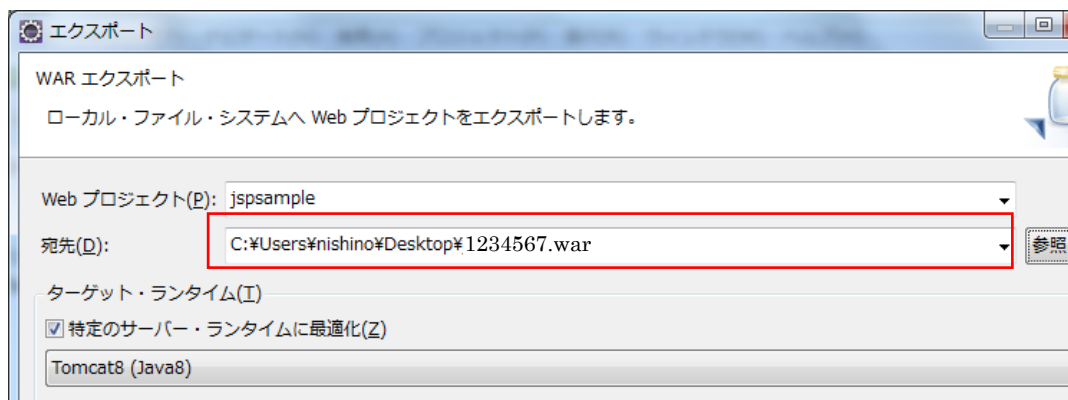 エクスポート
WAR エクスポート
ローカル・ファイル・システムへ Web プロジェクトをエクスポートします。
Web プロジェクト(P): jspsample
宛先(D): C:¥Users¥nishino¥Desktop¥1234567.war 参照
ターゲット・ランタイム(T)
特定のサーバー・ランタイムに最適化(Z)
Tomcat8 (Java8)